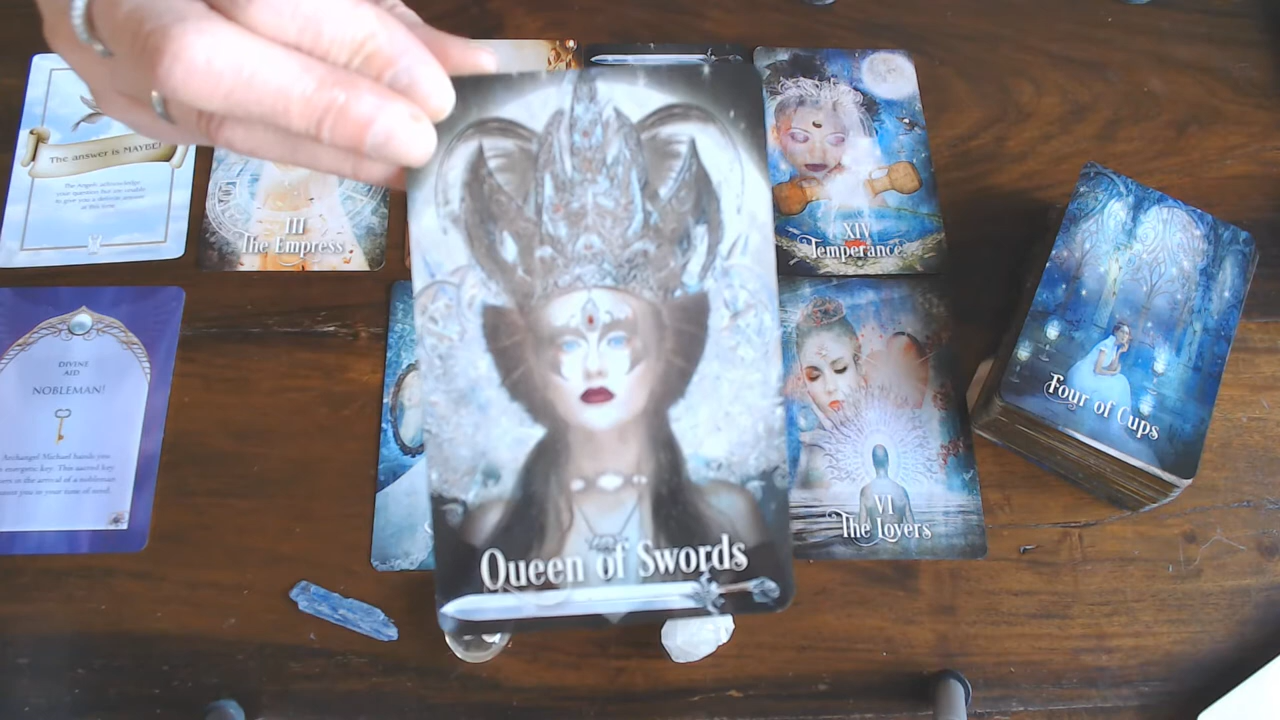 The answer is MAYBE!
The Angels acknowledge
your question but are unable
to give you a definite answer
at this time.
III
The Empress
XIV
Temperance
DIVINE
AID
NOBLEMAN!
Archangel Michael hands you
energetic key. This sacred key
in the arrival of a nobleman
you in your time of need.
Queen of Swords
VI
The Lovers
Four of Cups